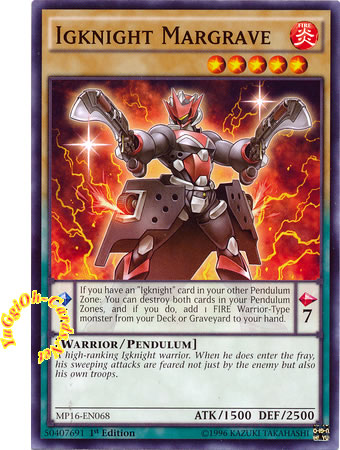 IGKNIGHT MARGRAVE
FIRE
炎
If you have an "Igknight" card in your other Pendulum
Zone: You can destroy both cards in your Pendulum
Zones, and if you do, add 1 FIRE Warrior-Type
monster from your Deck or Graveyard to your hand.
7
[WARRIOR/PENDULUM]
A high-ranking Igknight warrior. When he does enter the fray,
his sweeping attacks are feared not just by the enemy but also
his own troops.
MP16-EN068
ATK/1500 DEF/2500
50407691 1st Edition
©1996 KAZUKI TAKAHASHI